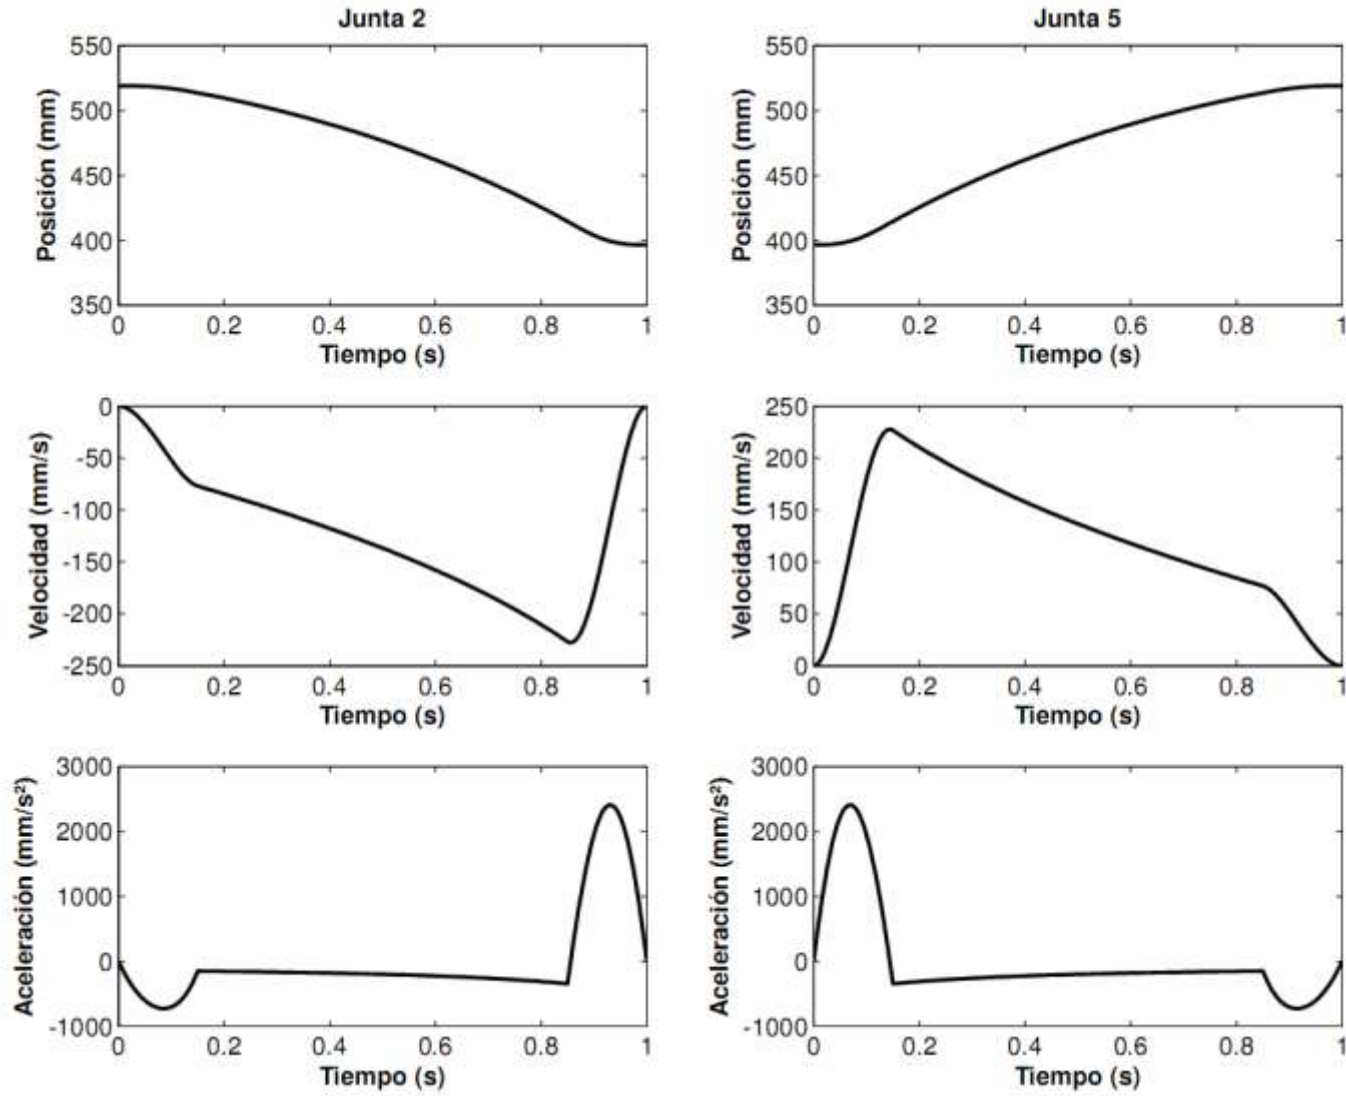 Junta 2
Junta 5
550
500
450
400
350
Posición (mm)
0 0.2 0.4 0.6 0.8 1
Tiempo (s)
550
500
450
400
350
Posición (mm)
0 0.2 0.4 0.6 0.8 1
Tiempo (s)
0
-50
-100
-150
-200
-250
Velocidad (mm/s)
0 0.2 0.4 0.6 0.8 1
Tiempo (s)
250
200
150
100
50
0
Velocidad (mm/s)
0 0.2 0.4 0.6 0.8 1
Tiempo (s)
3000
2000
1000
0
-1000
Aceleración (mm/s²)
0 0.2 0.4 0.6 0.8 1
Tiempo (s)
3000
2000
1000
0
-1000
Aceleración (mm/s²)
0 0.2 0.4 0.6 0.8 1
Tiempo (s)